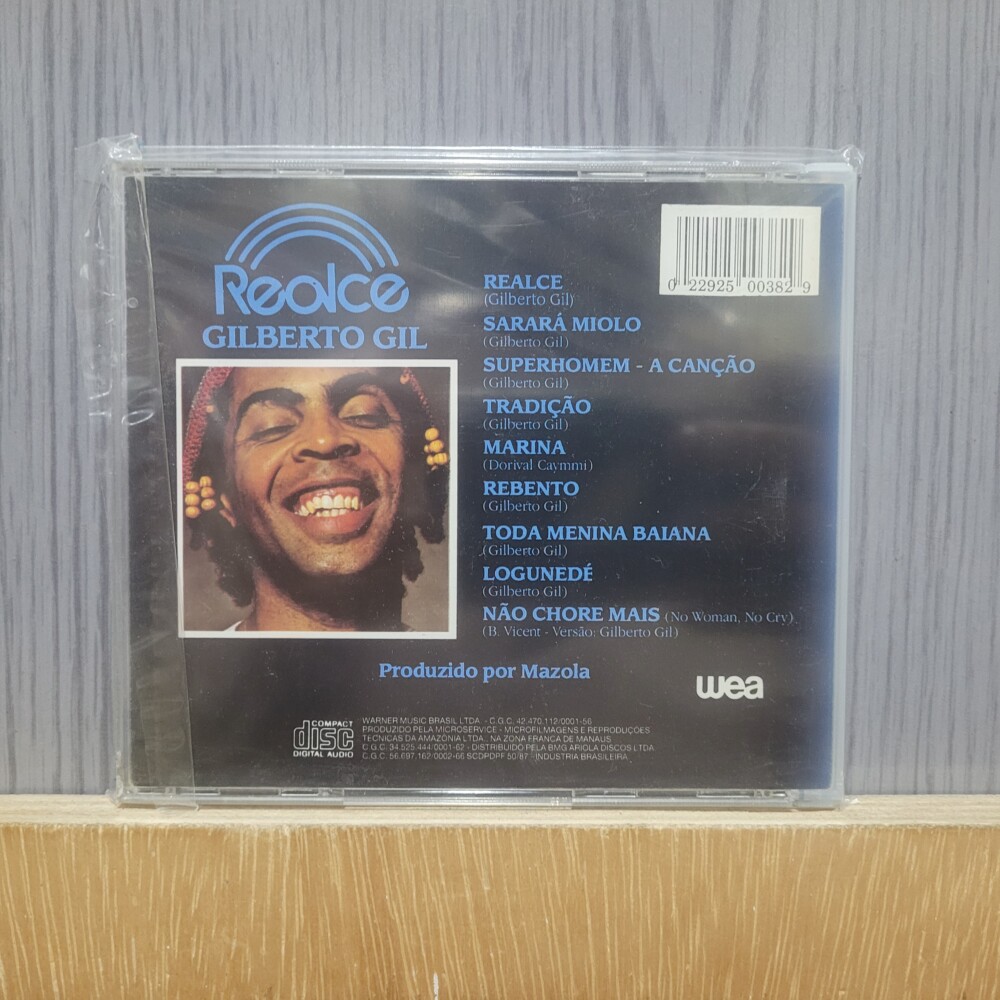 Realce
GILBERTO GIL
0 22925 00382 9
REALCE
(Gilberto Gil)
SARARÁ MIOLO
(Gilberto Gil)
SUPERHOMEM - A CANÇÃO
(Gilberto Gil)
TRADIÇÃO
(Gilberto Gil)
MARINA
(Dorival Caymmi)
REBENTO
(Gilberto Gil)
TODA MENINA BAIANA
(Gilberto Gil)
LOGUNEDÉ
(Gilberto Gil)
NÃO CHORE MAIS (No Woman, No Cry)
(B. Vicent - Versão: Gilberto Gil)
Produzido por Mazola
wea
COMPACT
disc
DIGITAL AUDIO
WARNER MUSIC BRASIL LTDA. - C.G.C. 42.470.112/0001-56
PRODUZIDO PELA MICROSERVICE - MICROFILMAGENS E REPRODUÇÕES
TÉCNICAS DA AMAZÔNIA LTDA., NA ZONA FRANCA DE MANAUS
C.G.C. 34.525.444/0001-62 - DISTRIBUÍDO PELA BMG ARIOLA DISCOS LTDA.
C.G.C. 56.697.162/0002-66 SCDPDPF 50/87 - INDÚSTRIA BRASILEIRA